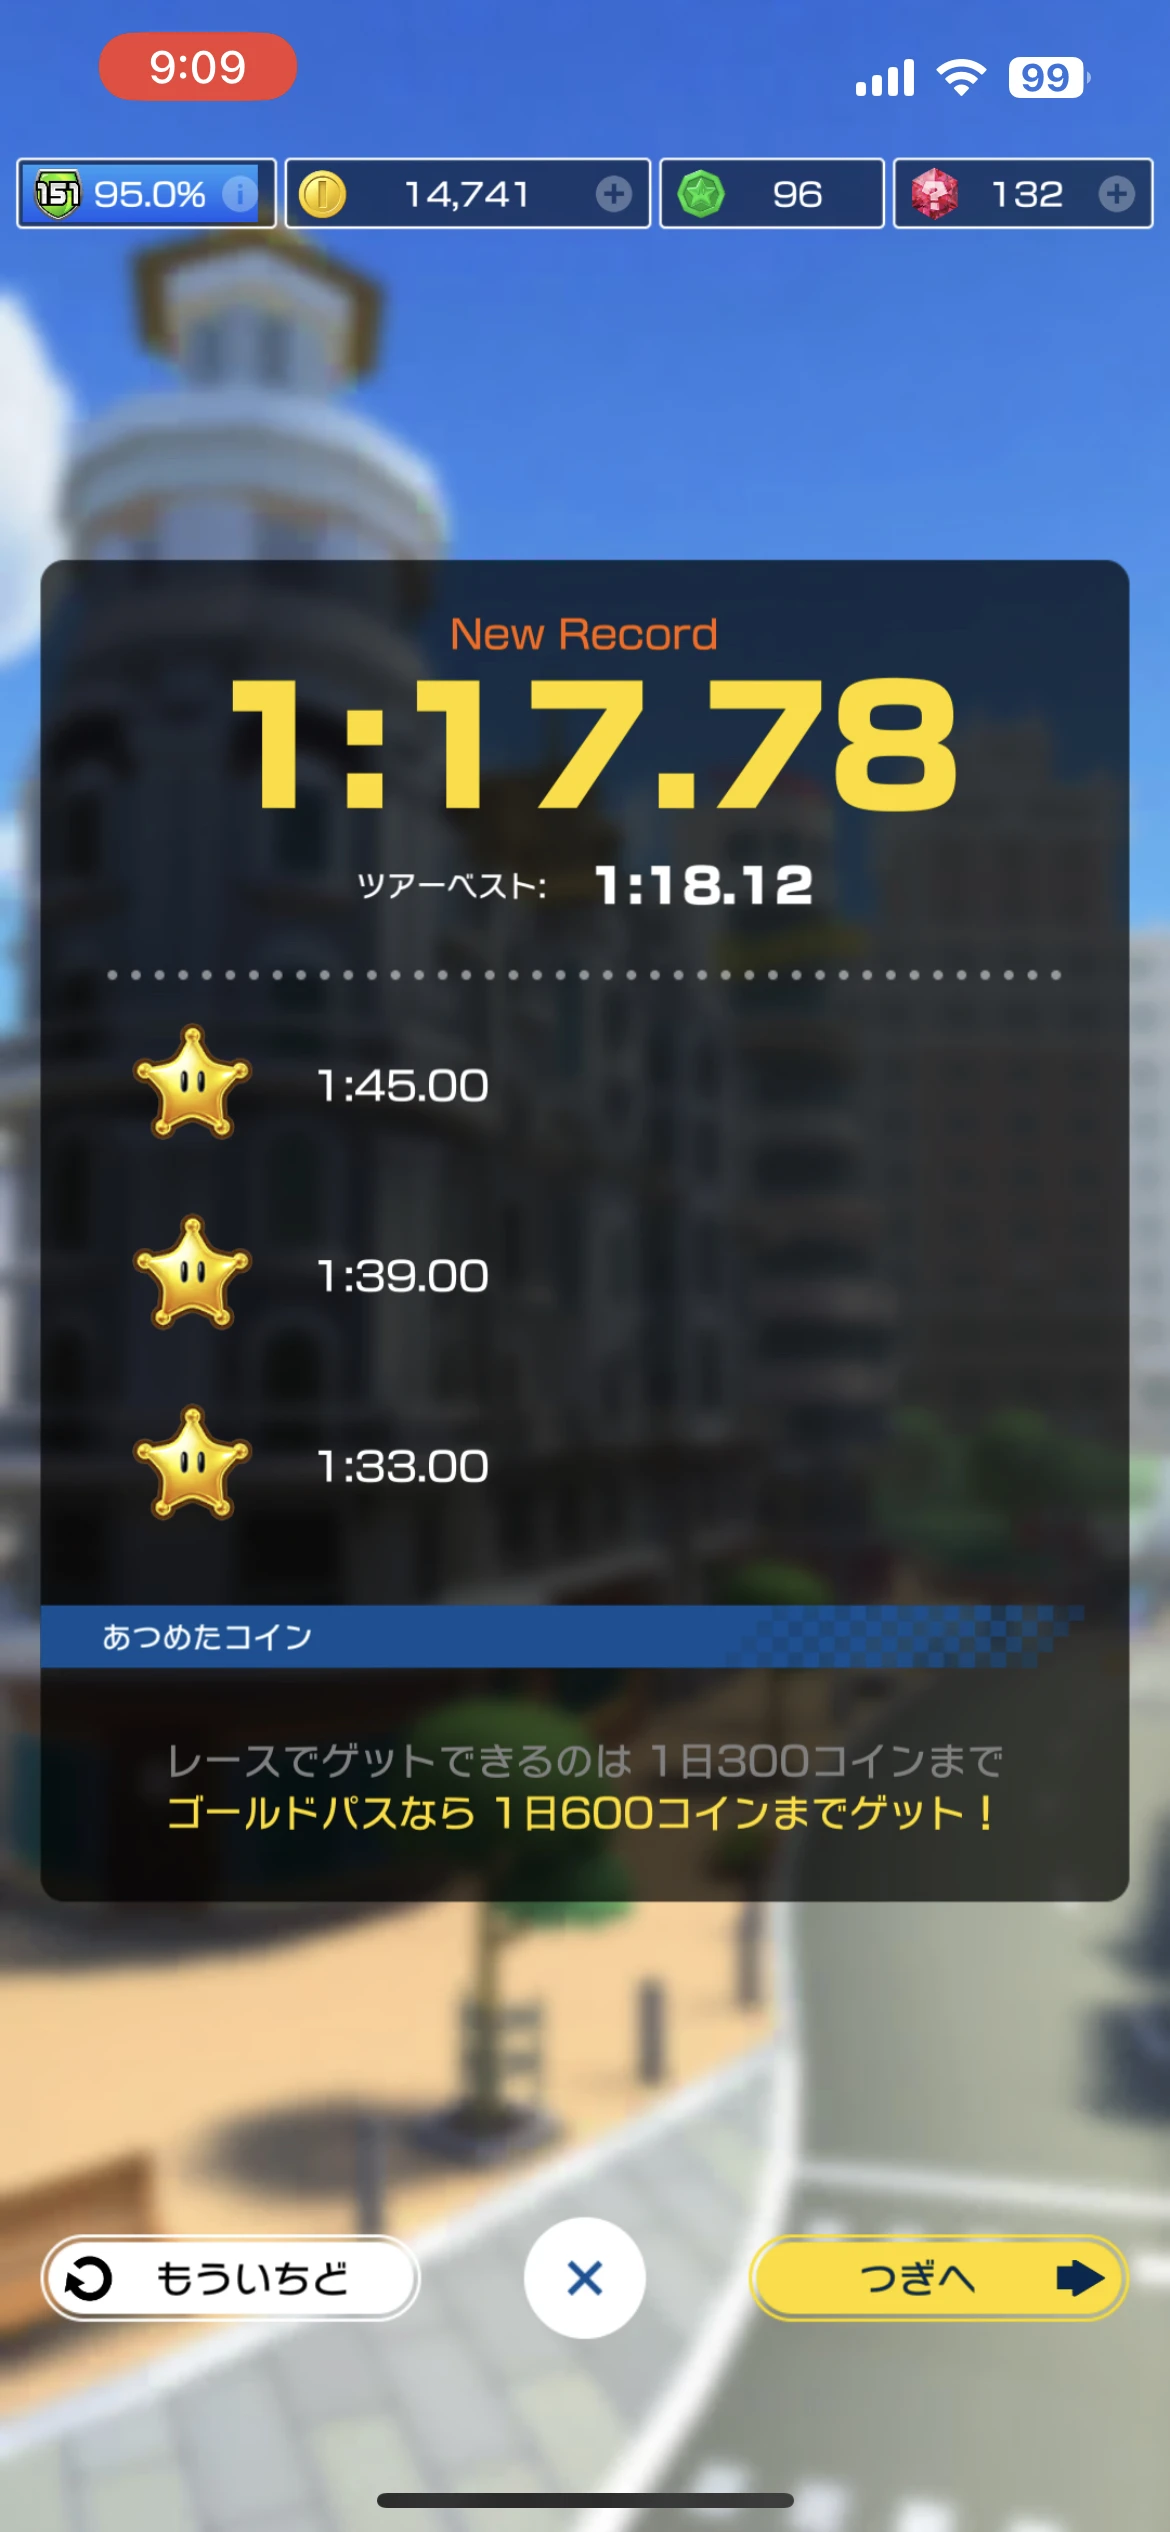 9:09
99
151 95.0% i 14,741 + 96 ? 132 +
New Record
1:17.78
ツアーベスト: 1:18.12
1:45.00
1:39.00
1:33.00
あつめたコイン
レースでゲットできるのは 1日300コインまで
ゴールドパスなら 1日600コインまでゲット！
もういちど × つぎへ